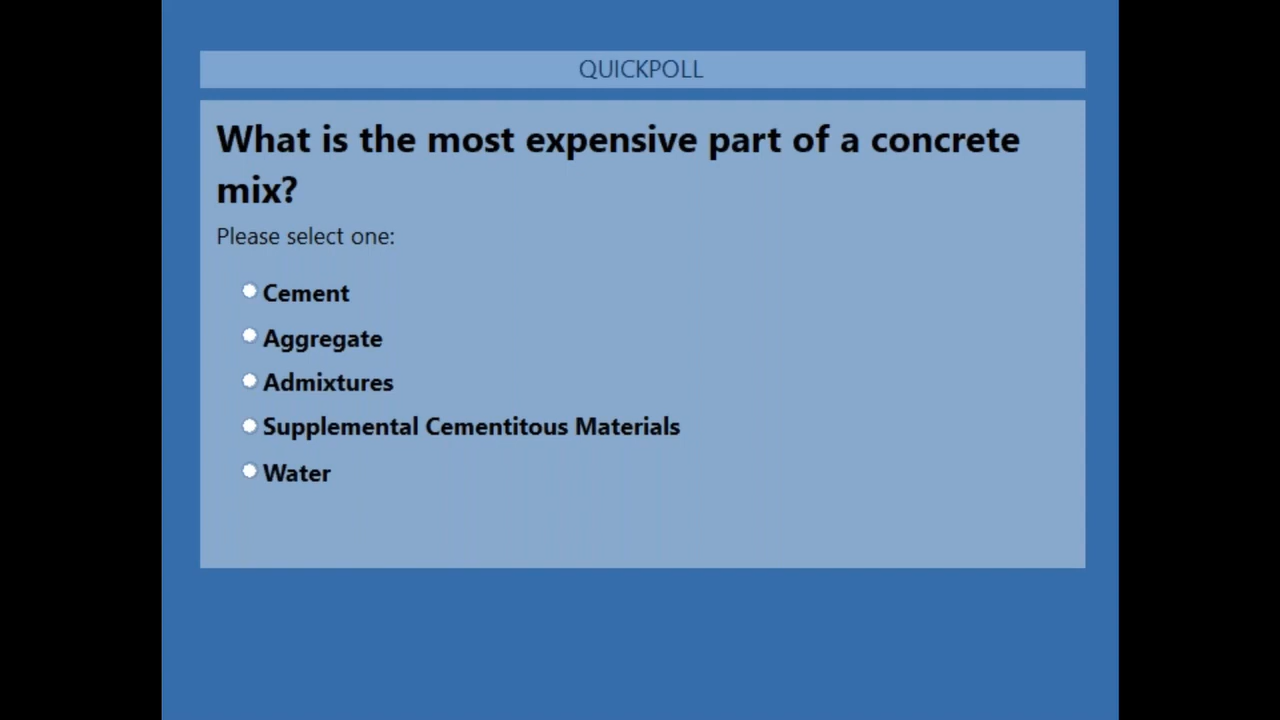 QUICKPOLL
What is the most expensive part of a concrete
mix?
Please select one:
Cement
Aggregate
Admixtures
Supplemental Cementitous Materials
Water